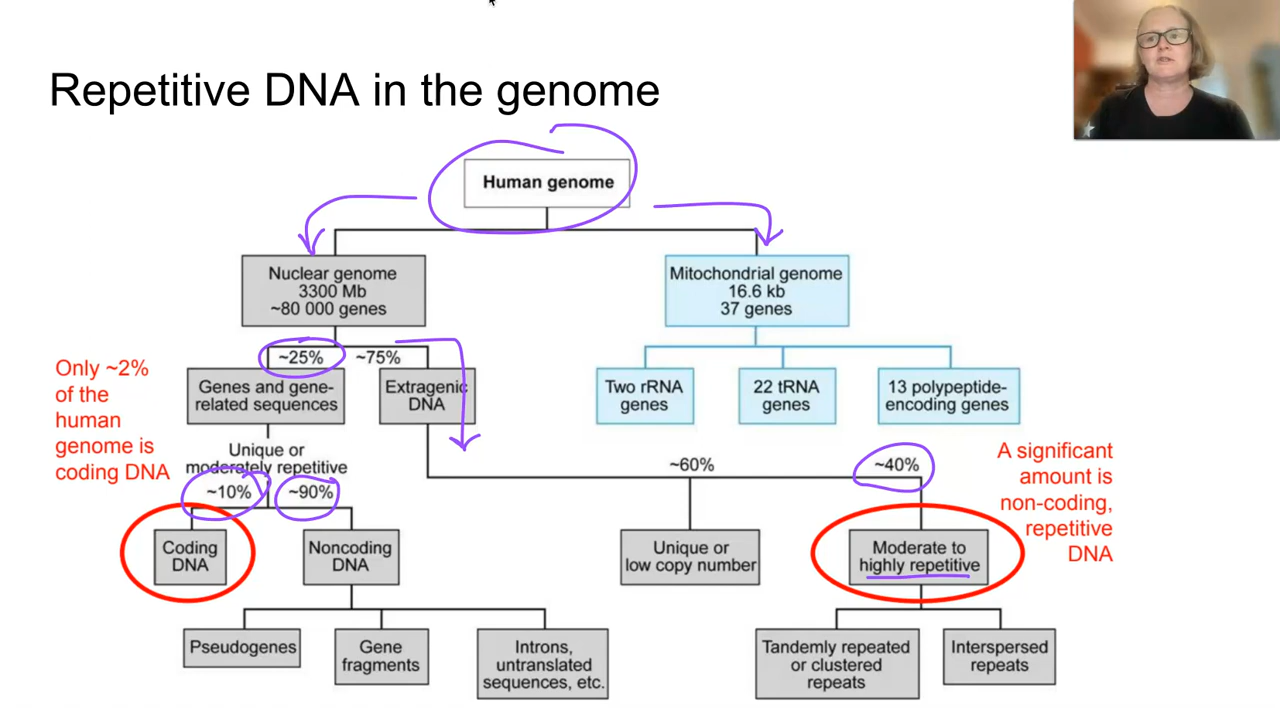 Repetitive DNA in the genome
Human genome
Nuclear genome
3300 Mb
~80 000 genes
Mitochondrial genome
16.6 kb
37 genes
~25%
~75%
Only ~2%
of the
human
genome is
coding DNA
Genes and gene-
related sequences
Extragenic
DNA
Two rRNA
genes
22 tRNA
genes
13 polypeptide-
encoding genes
Unique or
moderately repetitive
~10%
~90%
~60%
~40%
A significant
amount is
non-coding,
repetitive
DNA
Coding
DNA
Noncoding
DNA
Unique or
low copy number
Moderate to
highly repetitive
Pseudogenes
Gene
fragments
Introns,
untranslated
sequences, etc.
Tandemly repeated
or clustered
repeats
Interspersed
repeats